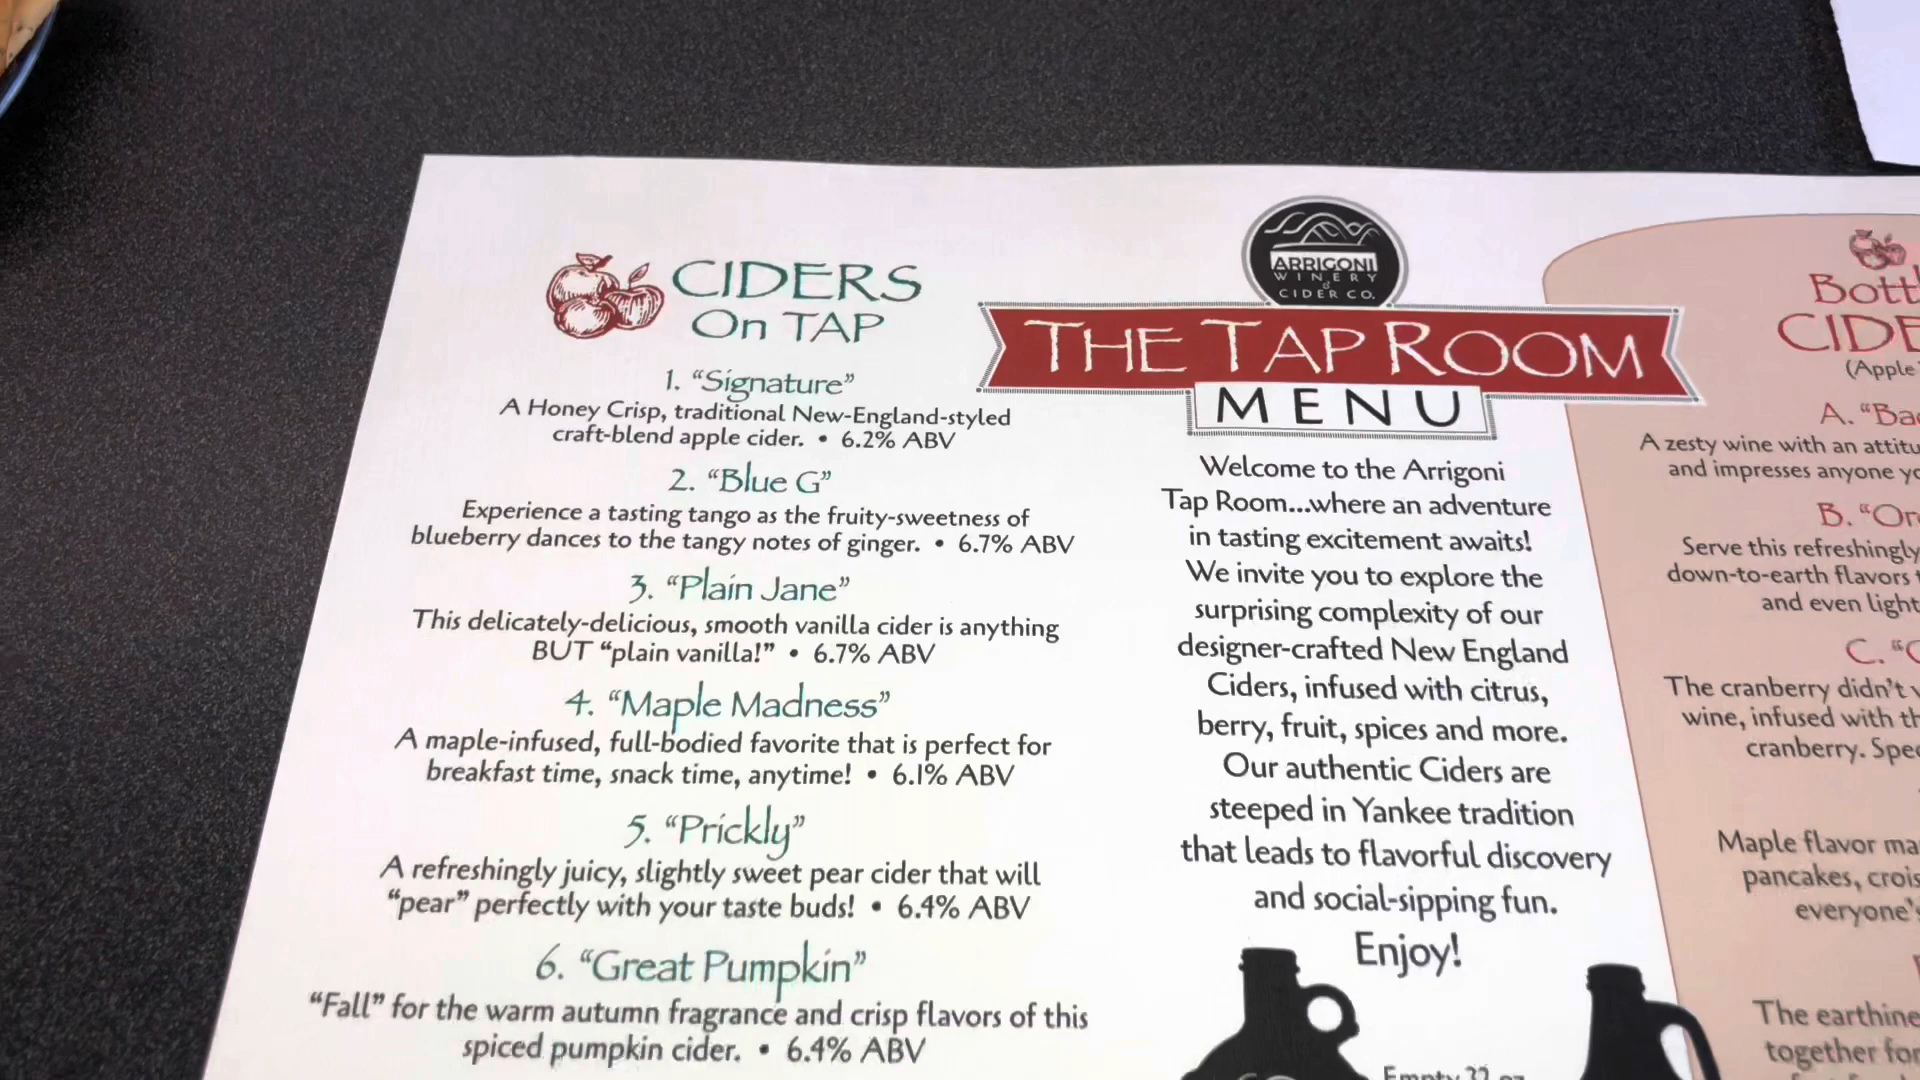 CIDERS
On TAP
1. “Signature”
A Honey Crisp, traditional New-England-styled
craft-blend apple cider. • 6.2% ABV
2. “Blue G”
Experience a tasting tango as the fruity-sweetness of
blueberry dances to the tangy notes of ginger. • 6.7% ABV
3. “Plain Jane”
This delicately-delicious, smooth vanilla cider is anything
BUT “plain vanilla!” • 6.7% ABV
4. “Maple Madness”
A maple-infused, full-bodied favorite that is perfect for
breakfast time, snack time, anytime! • 6.1% ABV
5. “Prickly”
A refreshingly juicy, slightly sweet pear cider that will
“pear” perfectly with your taste buds! • 6.4% ABV
6. “Great Pumpkin”
“Fall” for the warm autumn fragrance and crisp flavors of this
spiced pumpkin cider. • 6.4% ABV
ARRIGONI
WINERY
&
CIDER CO.
THE TAP ROOM
MENU
Welcome to the Arrigoni
Tap Room...where an adventure
in tasting excitement awaits!
We invite you to explore the
surprising complexity of our
designer-crafted New England
Ciders, infused with citrus,
berry, fruit, spices and more.
Our authentic Ciders are
steeped in Yankee tradition
that leads to flavorful discovery
and social-sipping fun.
Enjoy!
Empty 32 oz
(Apple
A.
A zesty wine with an
and impresses anyone
B.
Serve this refreshingly
down-to-earth flavors
and even light
C.
The cranberry didn't
wine, infused with
cranberry.
Maple flavor
pancakes,
everyone's
The
together for